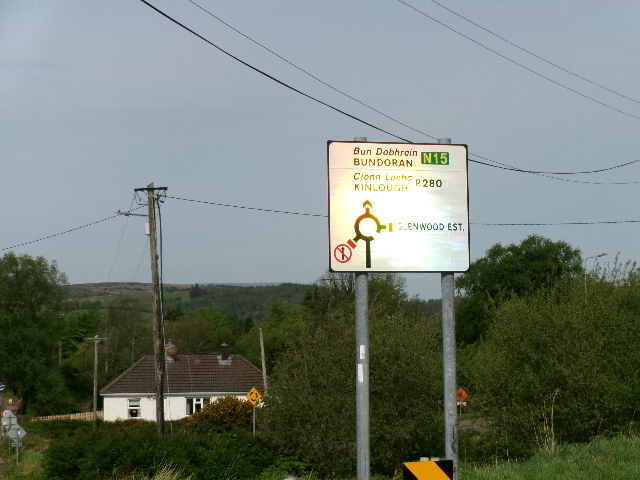 Bun Dobhráin
BUNDORAN N15
Cionn Locha
KINLOUGH R280
GLENWOOD EST.